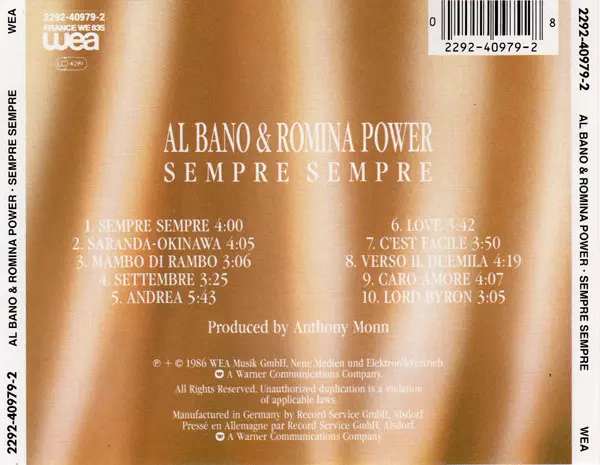 2292-40979-2
FRANCE WE 835
wea
LC 4281
0 8
2292-40979-2
AL BANO & ROMINA POWER
SEMPRE SEMPRE
1. SEMPRE SEMPRE 4:00
2. SARANDA-OKINAWA 4:05
3. MAMBO DI RAMBO 3:06
4. SETTEMBRE 3:25
5. ANDREA 5:43
6. LOVE 3:42
7. C'EST FACILE 3:50
8. VERSO IL DUEMILA 4:19
9. CARO AMORE 4:07
10. LORD BYRON 3:05
Produced by Anthony Monn
℗ + © 1986 WEA Musik GmbH, Neue Medien und Elektronikvertrieb.
A Warner Communications Company.
All Rights Reserved. Unauthorized duplication is a violation
of applicable laws.
Manufactured in Germany by Record Service GmbH, Alsdorf.
Pressé en Allemagne par Record Service GmbH, Alsdorf.
A Warner Communications Company
2292-40979-2 AL BANO & ROMINA POWER · SEMPRE SEMPRE WEA
2292-40979-2 AL BANO & ROMINA POWER · SEMPRE SEMPRE WEA